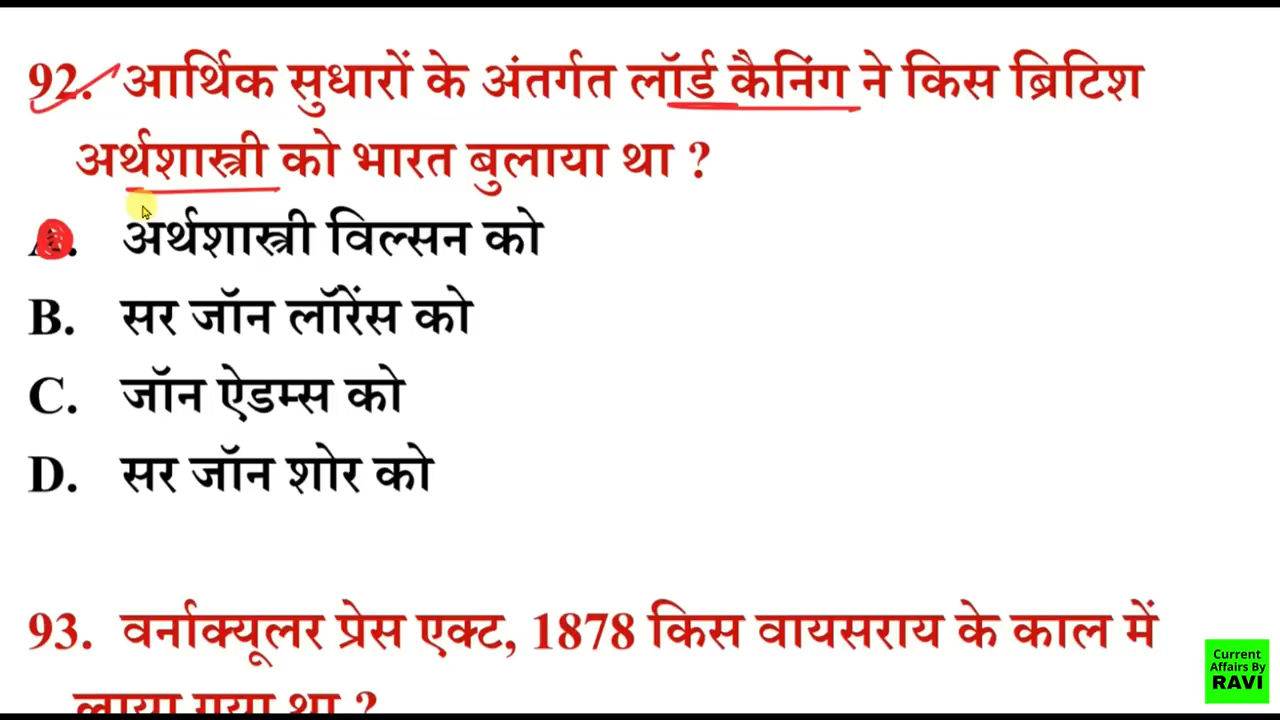 92. आर्थिक सुधारों के अंतर्गत लॉर्ड कैनिंग ने किस ब्रिटिश
अर्थशास्त्री को भारत बुलाया था ?
A. अर्थशास्त्री विल्सन को
B. सर जॉन लॉरेंस को
C. जॉन ऐडम्स को
D. सर जॉन शोर को
93. वर्नाक्यूलर प्रेस एक्ट, 1878 किस वायसराय के काल में
लाया गया था ?
Current
Affairs By
RAVI